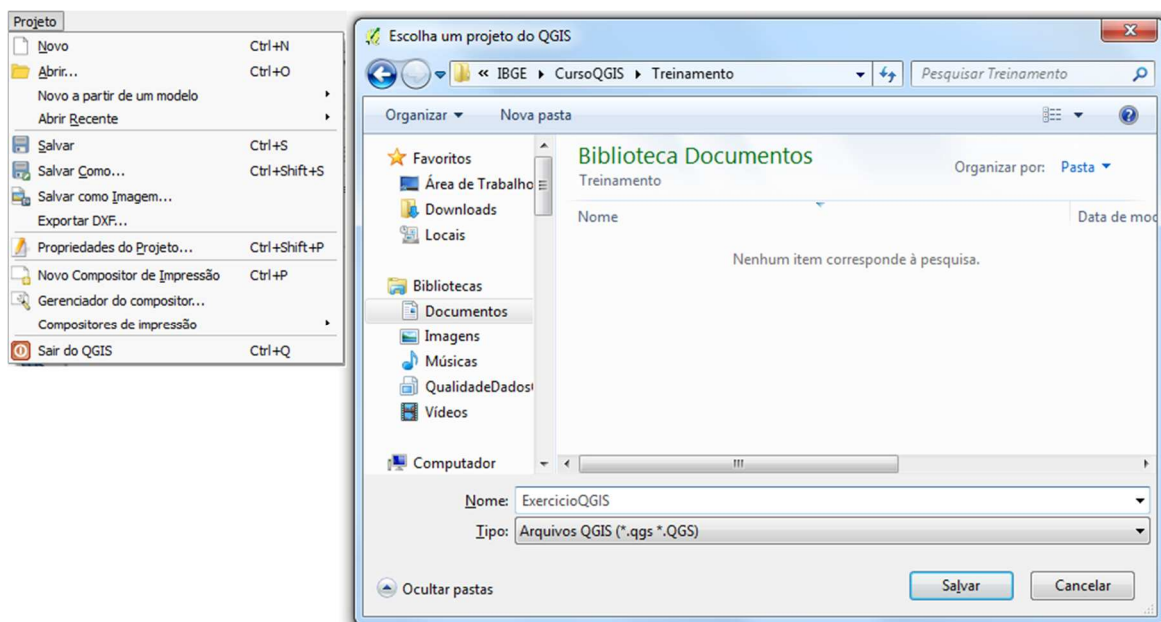 Projeto
Novo Ctrl+N
Abrir... Ctrl+O
Novo a partir de um modelo
Abrir Recente
Salvar Ctrl+S
Salvar Como... Ctrl+Shift+S
Salvar como Imagem...
Exportar DXF...
Propriedades do Projeto... Ctrl+Shift+P
Novo Compositor de Impressão Ctrl+P
Gerenciador do compositor...
Compositores de impressão
Sair do QGIS Ctrl+Q
Escolha um projeto do QGIS
« IBGE CursoQGIS Treinamento
Pesquisar Treinamento
Organizar Nova pasta
Favoritos
Área de Trabalho
Downloads
Locais
Bibliotecas
Documentos
Imagens
Músicas
QualidadeDados
Vídeos
Computador
Biblioteca Documentos
Treinamento
Organizar por: Pasta
Nome Data de mod
Nenhum item corresponde à pesquisa.
Nome: ExercicioQGIS
Tipo: Arquivos QGIS (*.qgs *.QGS)
Ocultar pastas
Salvar Cancelar